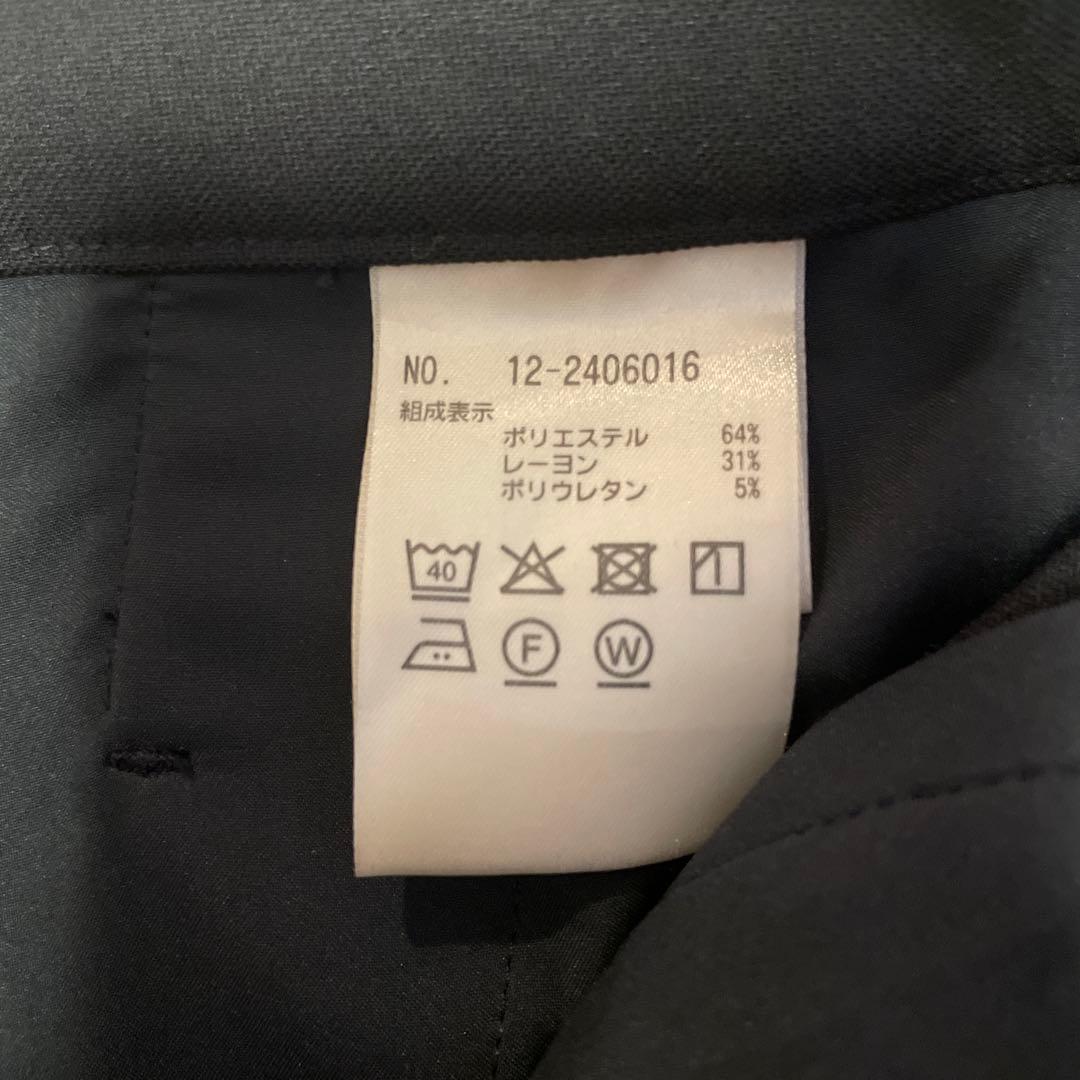 NO. 12-2406016
組成表示
ポリエステル 64%
レーヨン 31%
ポリウレタン 5%
40
F W